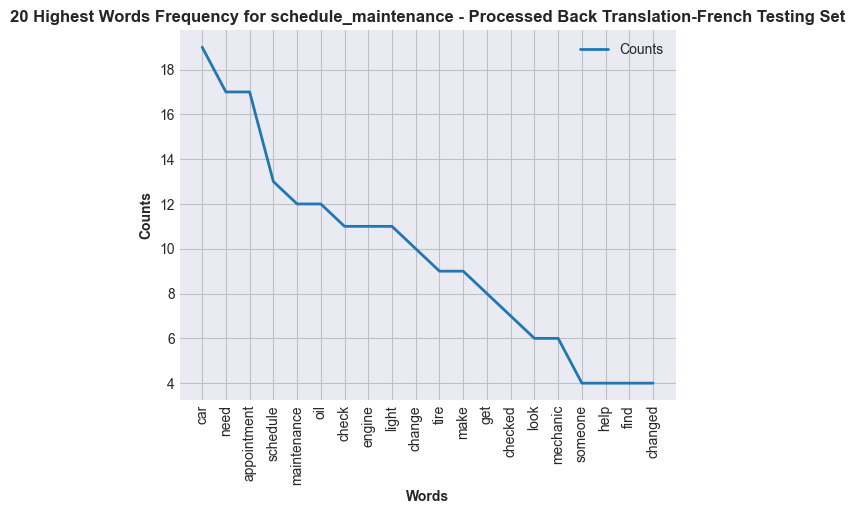 20 Highest Words Frequency for schedule_maintenance - Processed Back Translation-French Testing Set
Counts
18
16
14
12
10
8
6
4
Counts
car
need
appointment
schedule
maintenance
oil
check
engine
light
change
tire
make
get
checked
look
mechanic
someone
help
find
changed
Words